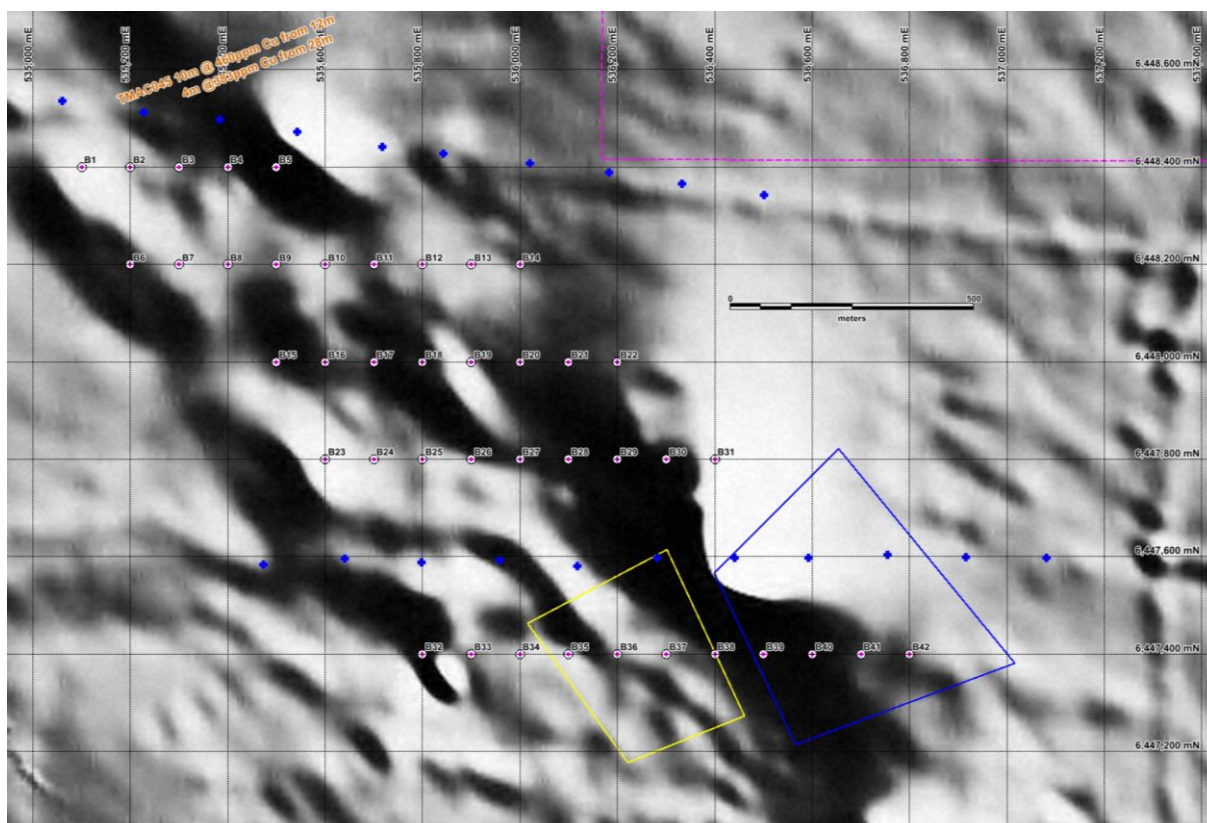 535,000 mE
535,200 mE
535,600 mE
535,800 mE
536,000 mE
536,200 mE
536,400 mE
536,600 mE
536,800 mE
537,000 mE
537,200 mE
TMAC045 10m @ 460ppm Cu from 12m
4m @383ppm Cu from 28m
6,448,600 mN
B1 B2 B3 B4 B5
6,448,400 mN
B6 B7 B8 B9 B10 B11 B12 B13 B14
6,448,200 mN
0 500
meters
B15 B16 B17 B18 B19 B20 B21 B22
6,448,000 mN
B23 B24 B25 B26 B27 B28 B29 B30 B31
6,447,800 mN
6,447,600 mN
B32 B33 B34 B35 B36 B37 B38 B39 B40 B41 B42
6,447,400 mN
6,447,200 mN